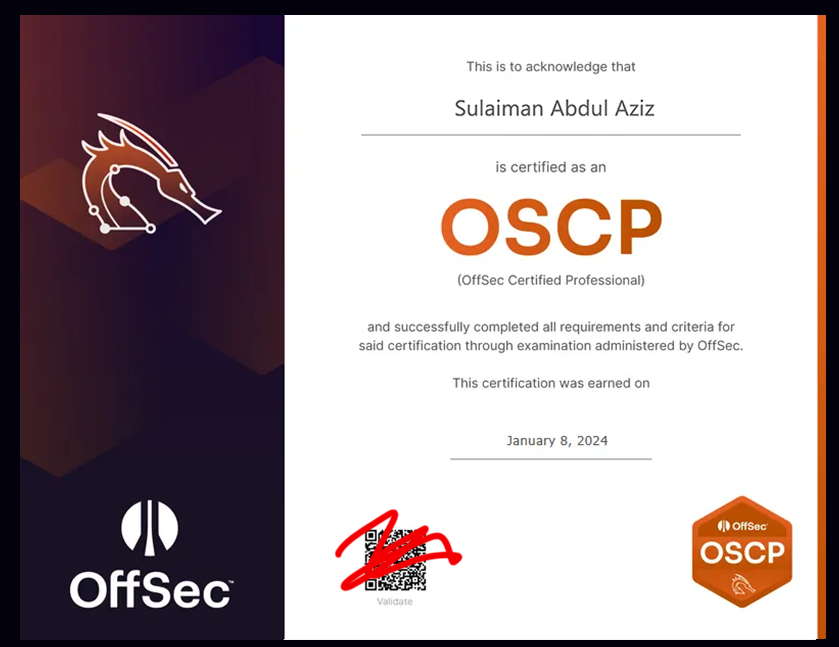 This is to acknowledge that
Sulaiman Abdul Aziz
is certified as an
OSCP
(OffSec Certified Professional)
and successfully completed all requirements and criteria for
said certification through examination administered by OffSec.
This certification was earned on
January 8, 2024
OffSec™
Validate
OffSec
OSCP